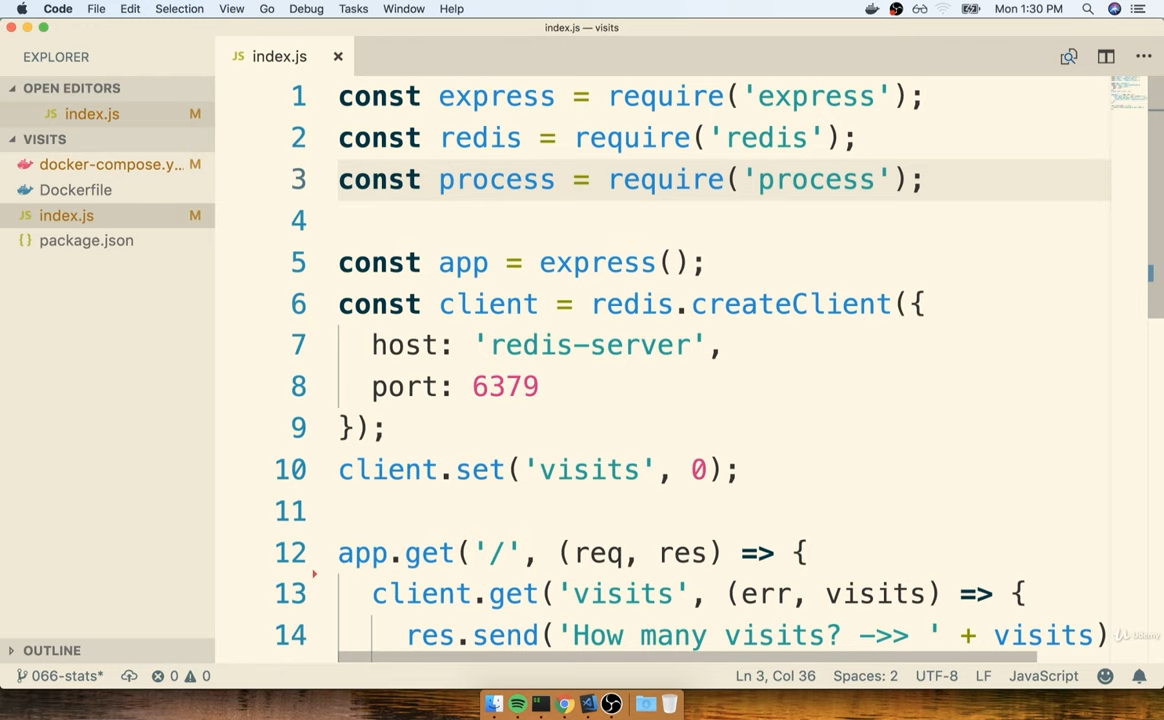 Code File Edit Selection View Go Debug Tasks Window Help Mon 1:30 PM
index.js — visits
EXPLORER
JS index.js
OPEN EDITORS
JS index.js M
VISITS
docker-compose.y... M
Dockerfile
JS index.js M
{} package.json
OUTLINE
1 const express = require('express');
2 const redis = require('redis');
3 const process = require('process');
4
5 const app = express();
6 const client = redis.createClient({
7 host: 'redis-server',
8 port: 6379
9 });
10 client.set('visits', 0);
11
12 app.get('/', (req, res) => {
13 client.get('visits', (err, visits) => {
14 res.send('How many visits? ->> ' + visits)
Udemy
066-stats* 0 0 Ln 3, Col 36 Spaces: 2 UTF-8 LF JavaScript